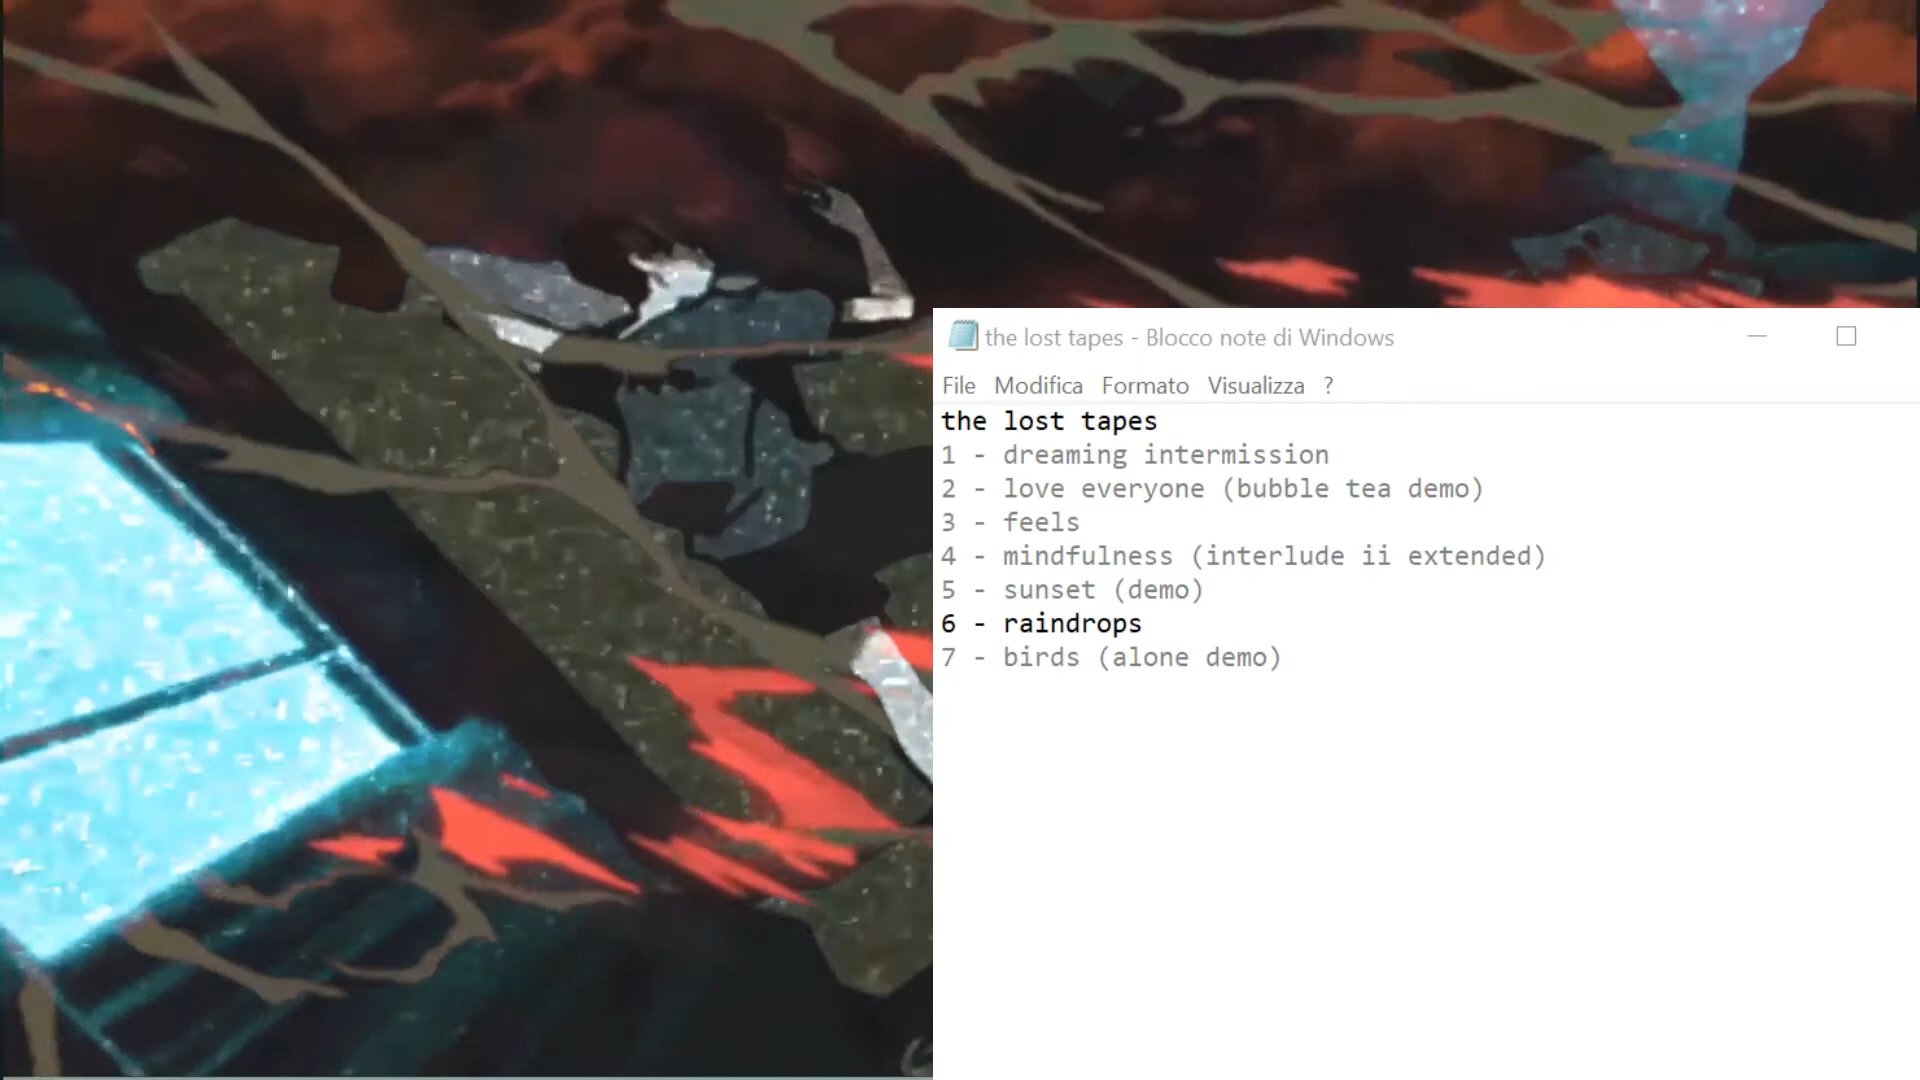 the lost tapes - Blocco note di Windows
File Modifica Formato Visualizza ?
the lost tapes
1 - dreaming intermission
2 - love everyone (bubble tea demo)
3 - feels
4 - mindfulness (interlude ii extended)
5 - sunset (demo)
6 - raindrops
7 - birds (alone demo)